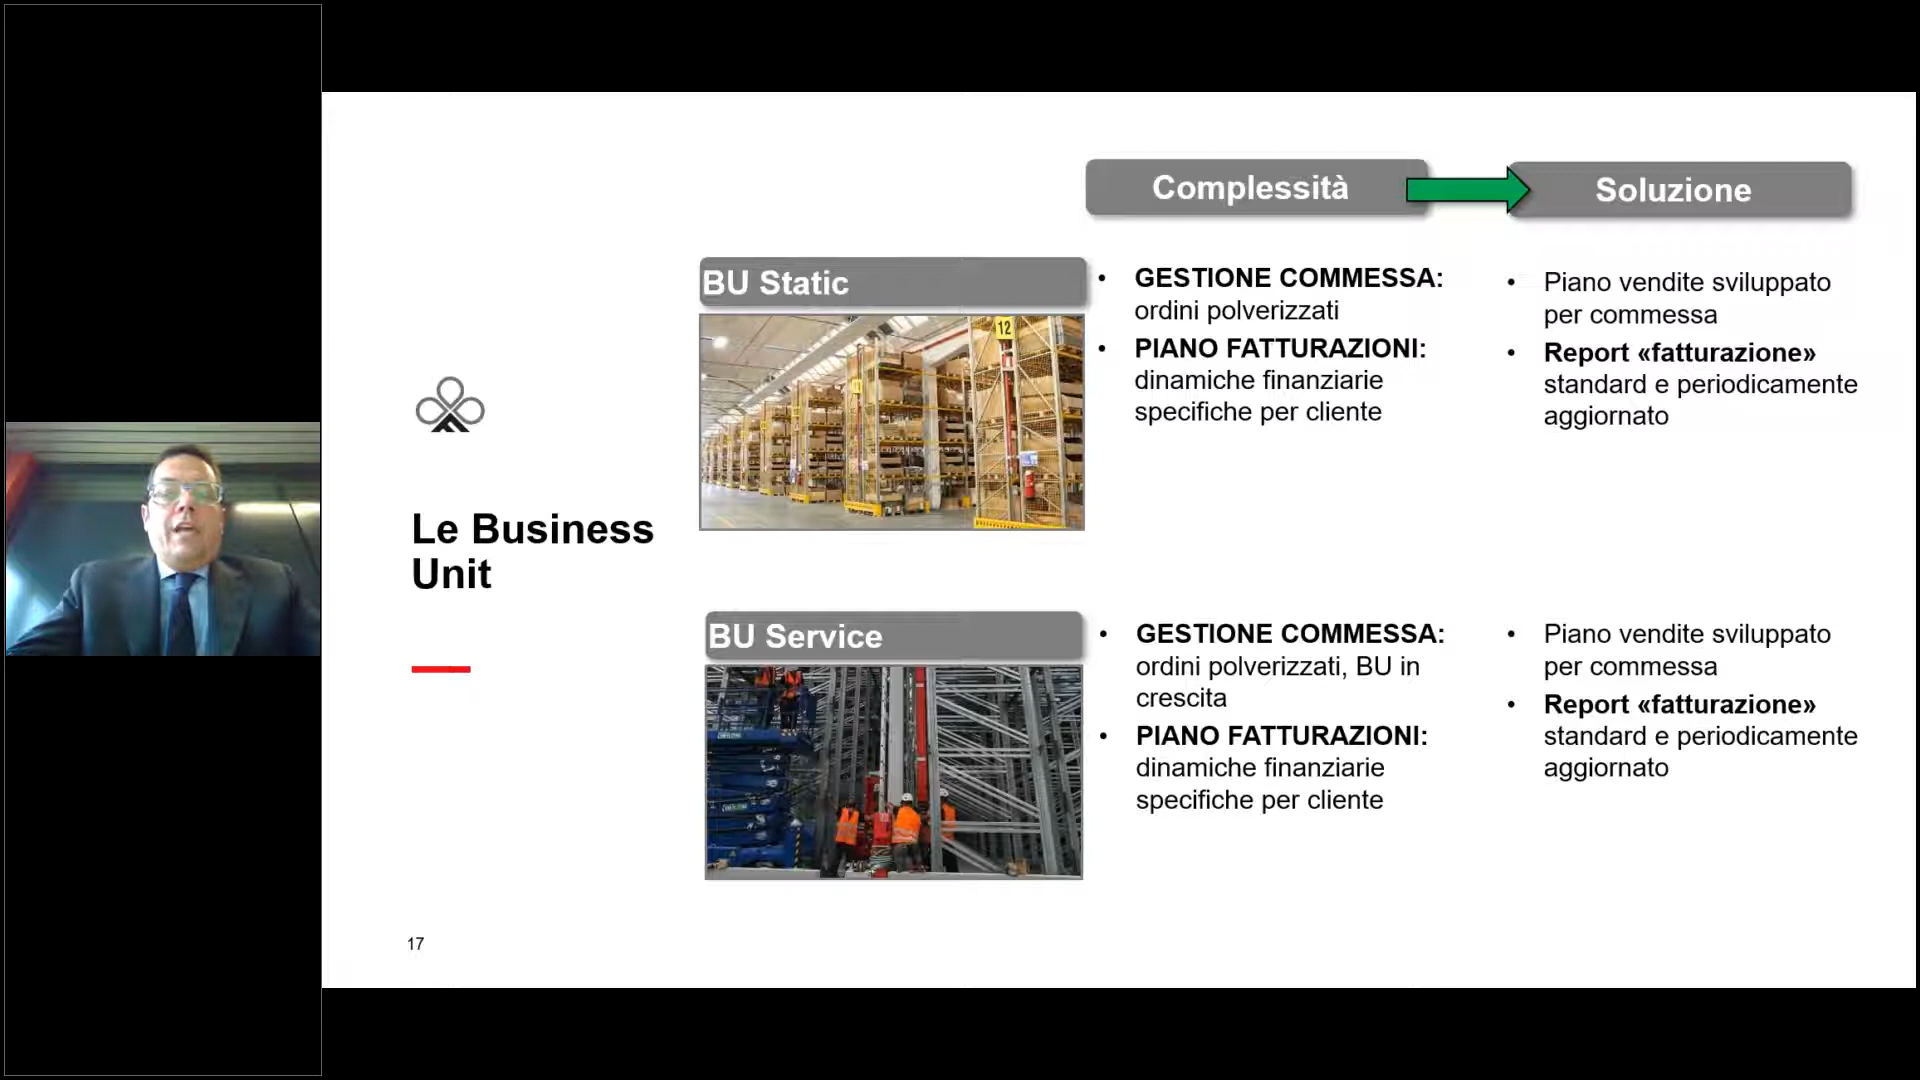 Complessità
Soluzione
BU Static
12
• GESTIONE COMMESSA:
ordini polverizzati
• PIANO FATTURAZIONI:
dinamiche finanziarie
specifiche per cliente
• Piano vendite sviluppato
per commessa
• Report «fatturazione»
standard e periodicamente
aggiornato
Le Business
Unit
BU Service
• GESTIONE COMMESSA:
ordini polverizzati, BU in
crescita
• PIANO FATTURAZIONI:
dinamiche finanziarie
specifiche per cliente
• Piano vendite sviluppato
per commessa
• Report «fatturazione»
standard e periodicamente
aggiornato
17